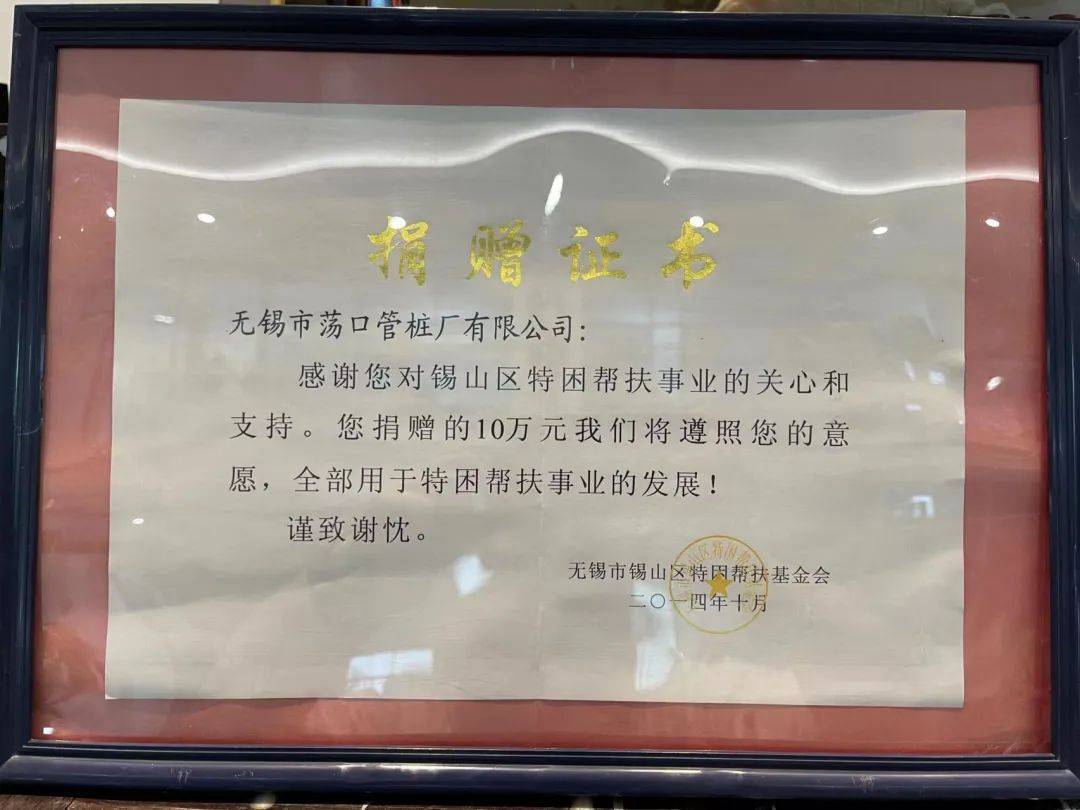 捐赠证书
无锡市荡口管桩厂有限公司:
感谢您对锡山区特困帮扶事业的关心和
支持。您捐赠的10万元我们将遵照您的意
愿，全部用于特困帮扶事业的发展！
谨致谢忱。
无锡市锡山区特困帮扶基金会
二〇一四年十月